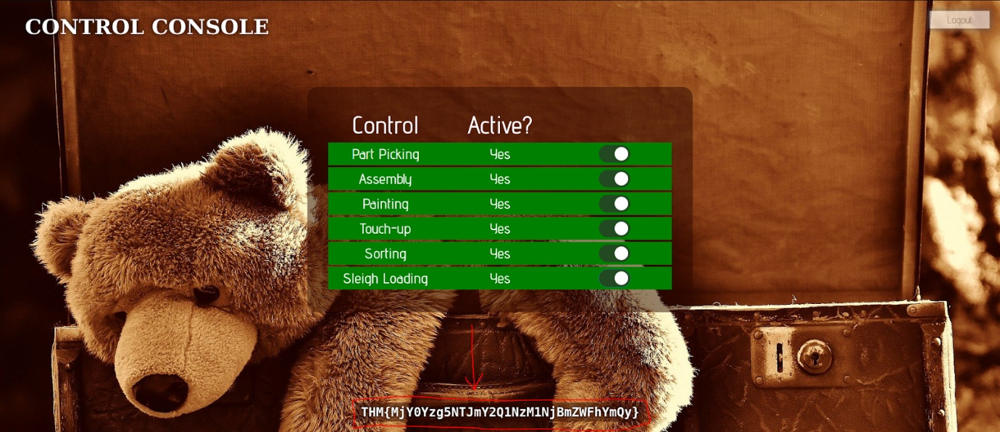 CONTROL CONSOLE
Logout
Control Active?
Part Picking Yes
Assembly Yes
Painting Yes
Touch-up Yes
Sorting Yes
Sleigh Loading Yes
THM{MjY0Yzg5NTJmY2Q1NzM1NjBmZWFhYmQy}